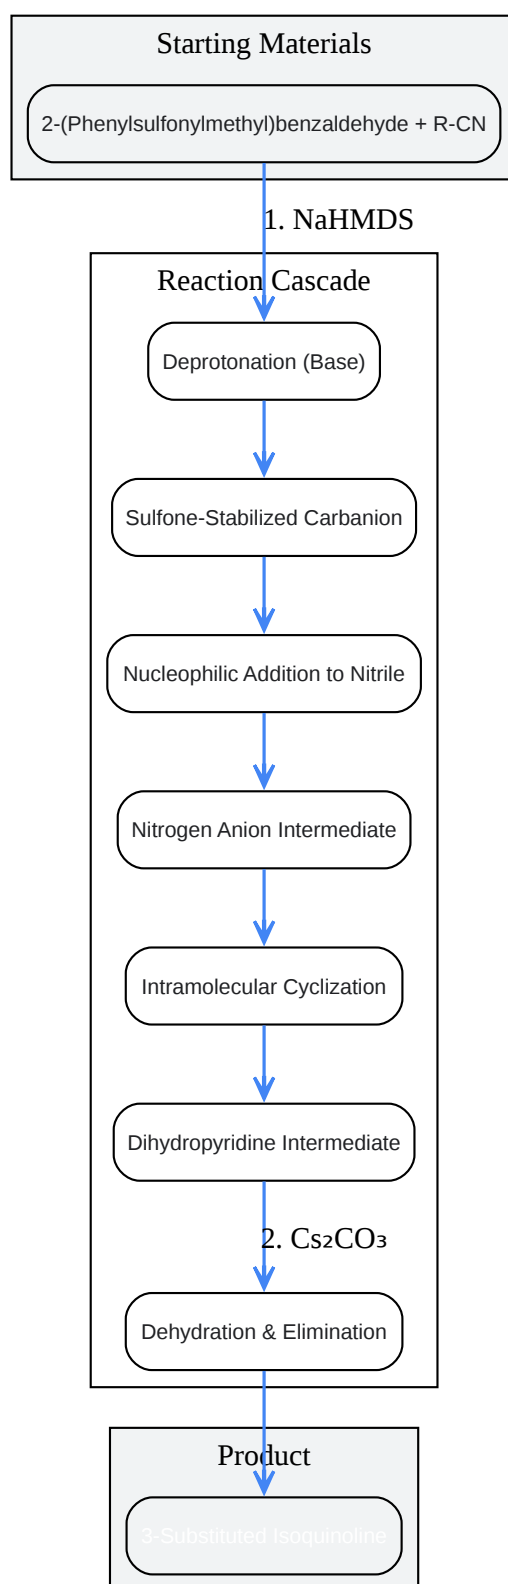 Starting Materials
2-(Phenylsulfonylmethyl)benzaldehyde + R-CN
1. NaHMDS
Reaction Cascade
Deprotonation (Base)
Sulfone-Stabilized Carbanion
Nucleophilic Addition to Nitrile
Nitrogen Anion Intermediate
Intramolecular Cyclization
Dihydropyridine Intermediate
2. Cs₂CO₃
Dehydration & Elimination
Product
3-Substituted Isoquinoline